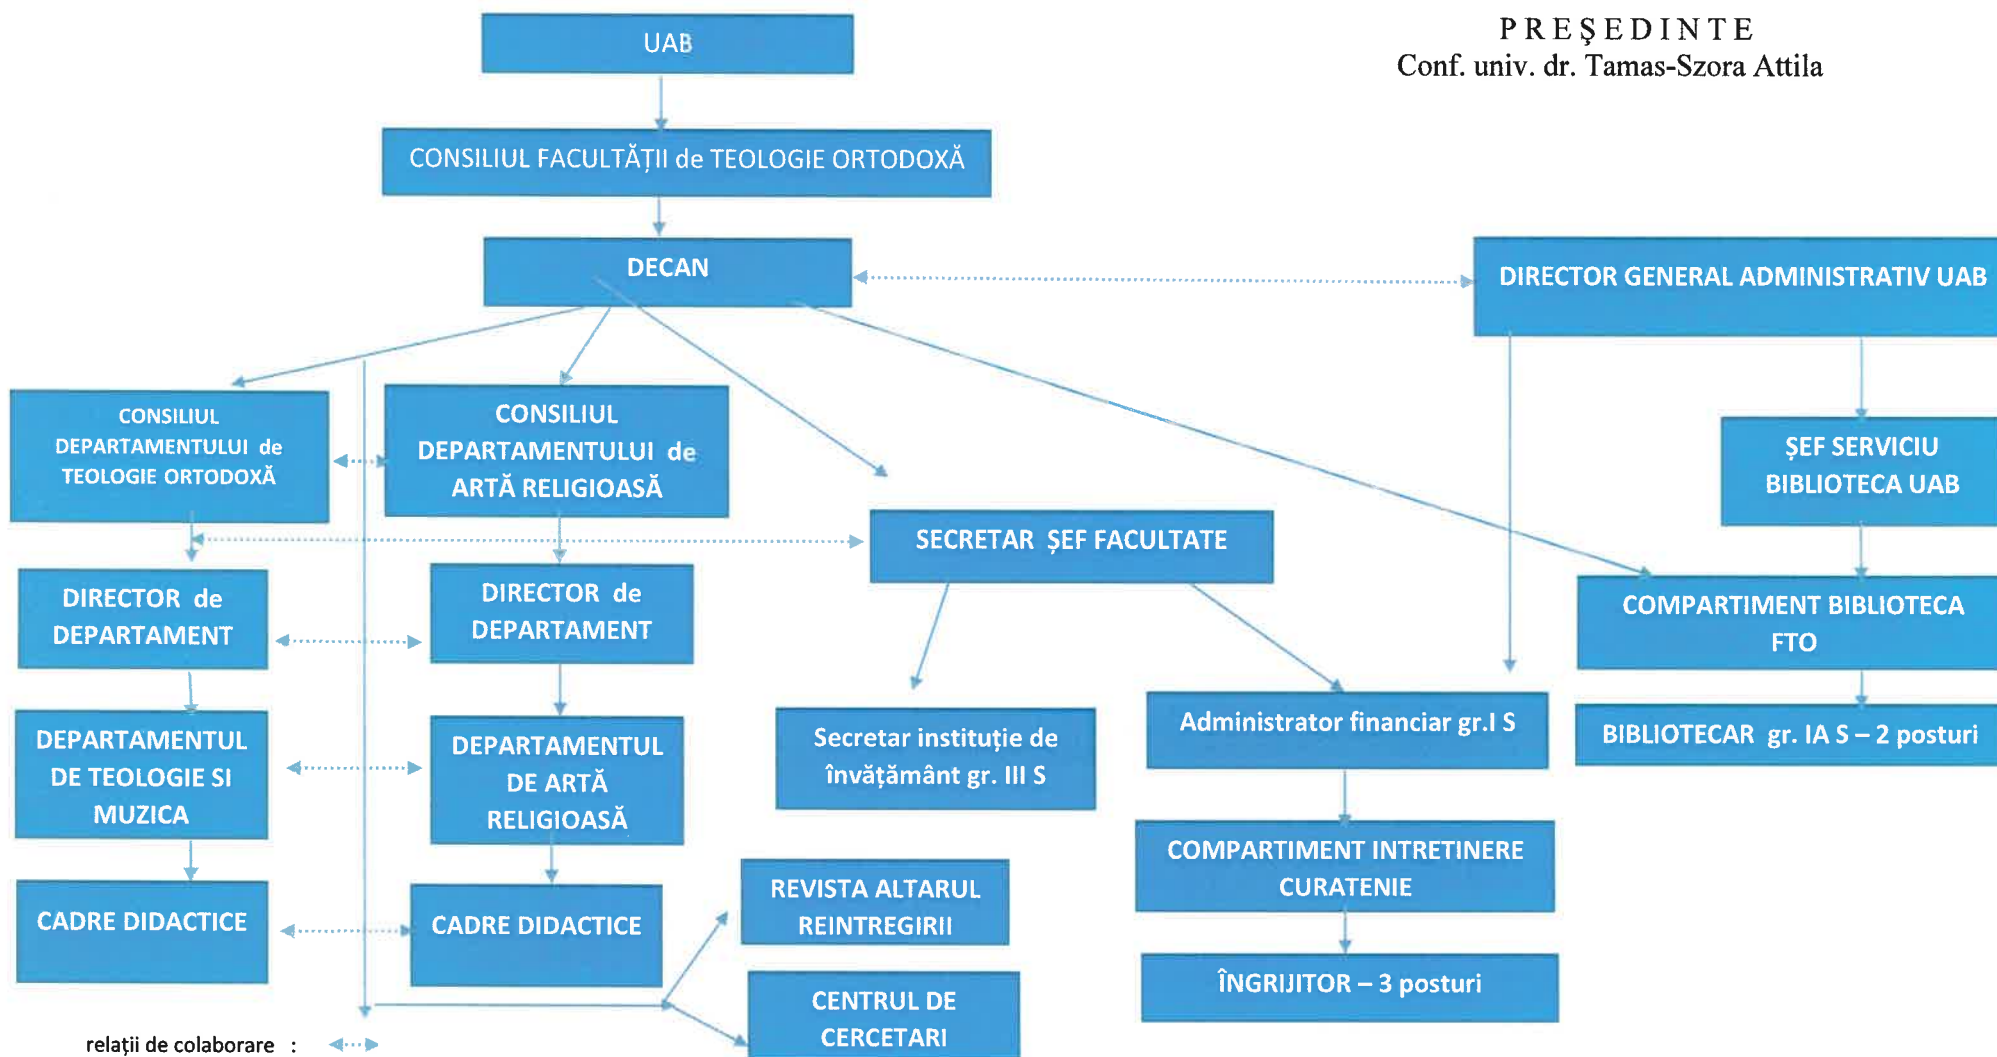 PREŞEDINTE
Conf. univ. dr. Tamas-Szora Attila
UAB
CONSILIUL FACULTĂȚII de TEOLOGIE ORTODOXĂ
DECAN
DIRECTOR GENERAL ADMINISTRATIV UAB
CONSILIUL
DEPARTAMENTULUI de
TEOLOGIE ORTODOXĂ
CONSILIUL
DEPARTAMENTULUI de
ARTĂ RELIGIOASĂ
ȘEF SERVICIU
BIBLIOTECA UAB
SECRETAR ȘEF FACULTATE
DIRECTOR de
DEPARTAMENT
DIRECTOR de
DEPARTAMENT
COMPARTIMENT BIBLIOTECA
FTO
DEPARTAMENTUL
DE TEOLOGIE SI
MUZICA
DEPARTAMENTUL
DE ARTĂ
RELIGIOASĂ
Secretar instituție de
învățământ gr. III S
Administrator financiar gr.I S
BIBLIOTECAR gr. IA S – 2 posturi
COMPARTIMENT INTRETINERE
CURATENIE
CADRE DIDACTICE
CADRE DIDACTICE
REVISTA ALTARUL
REINTREGIRII
ÎNGRIJITOR – 3 posturi
CENTRUL DE
CERCETARI
relații de colaborare :